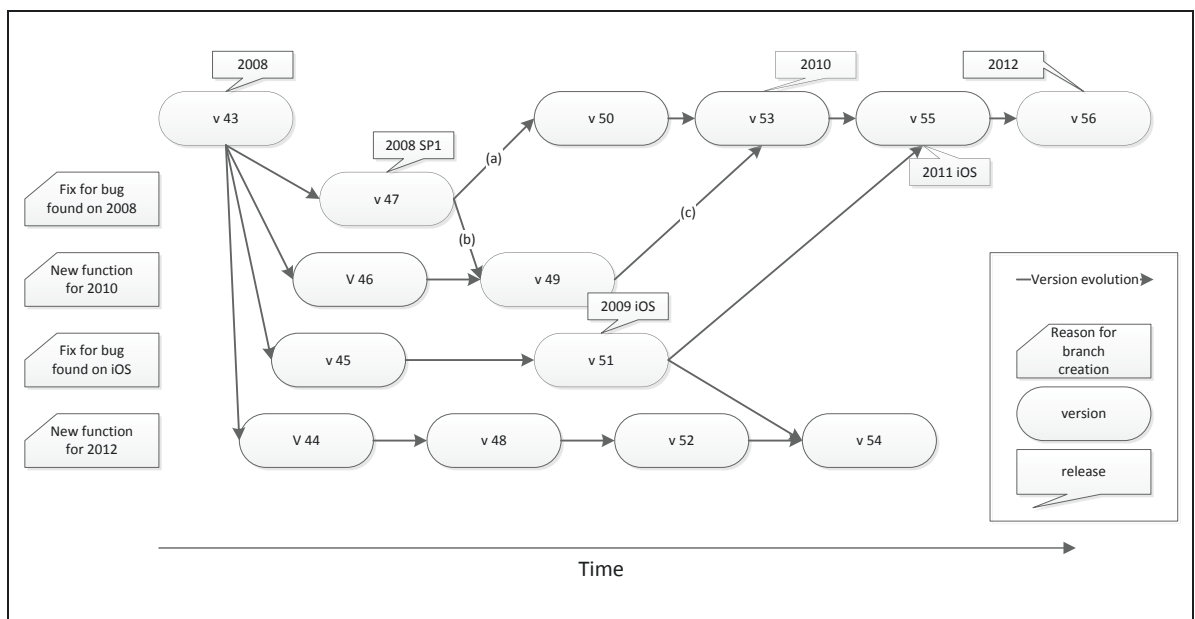 2008
2010
2012
v 43
v 50
v 53
v 55
v 56
2008 SP1
(a)
2011 iOS
Fix for bug
found on 2008
v 47
(c)
(b)
New function
for 2010
V 46
v 49
Version evolution
2009 iOS
Fix for bug
found on iOS
v 45
v 51
Reason for
branch
creation
New function
for 2012
V 44
v 48
v 52
v 54
version
release
Time